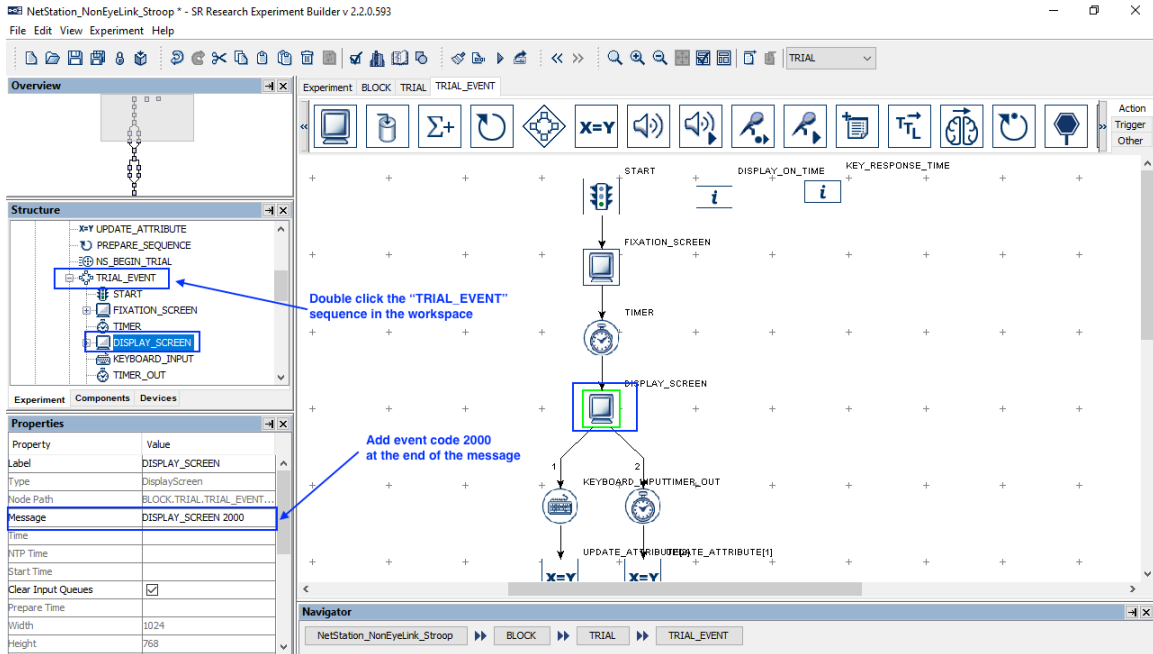 NetStation_NonEyeLink_Stroop * - SR Research Experiment Builder v 2.2.0.593
File Edit View Experiment Help
TRIAL
Overview
Experiment BLOCK TRIAL TRIAL_EVENT
Σ+ X=Y TTL
Action
Trigger
Other
Structure
X=Y UPDATE_ATTRIBUTE
PREPARE_SEQUENCE
NS_BEGIN_TRIAL
TRIAL_EVENT
START
FIXATION_SCREEN
TIMER
DISPLAY_SCREEN
KEYBOARD_INPUT
TIMER_OUT
Experiment Components Devices
Double click the “TRIAL_EVENT”
sequence in the workspace
Properties
Property Value
Label DISPLAY_SCREEN
Type DisplayScreen
Node Path BLOCK.TRIAL.TRIAL_EVENT...
Message DISPLAY_SCREEN 2000
Time
NTP Time
Start Time
Clear Input Queues
Prepare Time
Width 1024
Height 768
Add event code 2000
at the end of the message
START
DISPLAY_ON_TIME
i
KEY_RESPONSE_TIME
i
FIXATION_SCREEN
TIMER
DISPLAY_SCREEN
1 2
KEYBOARD_INPUT TIMER_OUT
UPDATE_ATTRIBUTE UPDATE_ATTRIBUTE[1]
X=Y X=Y
Navigator
NetStation_NonEyeLink_Stroop BLOCK TRIAL TRIAL_EVENT